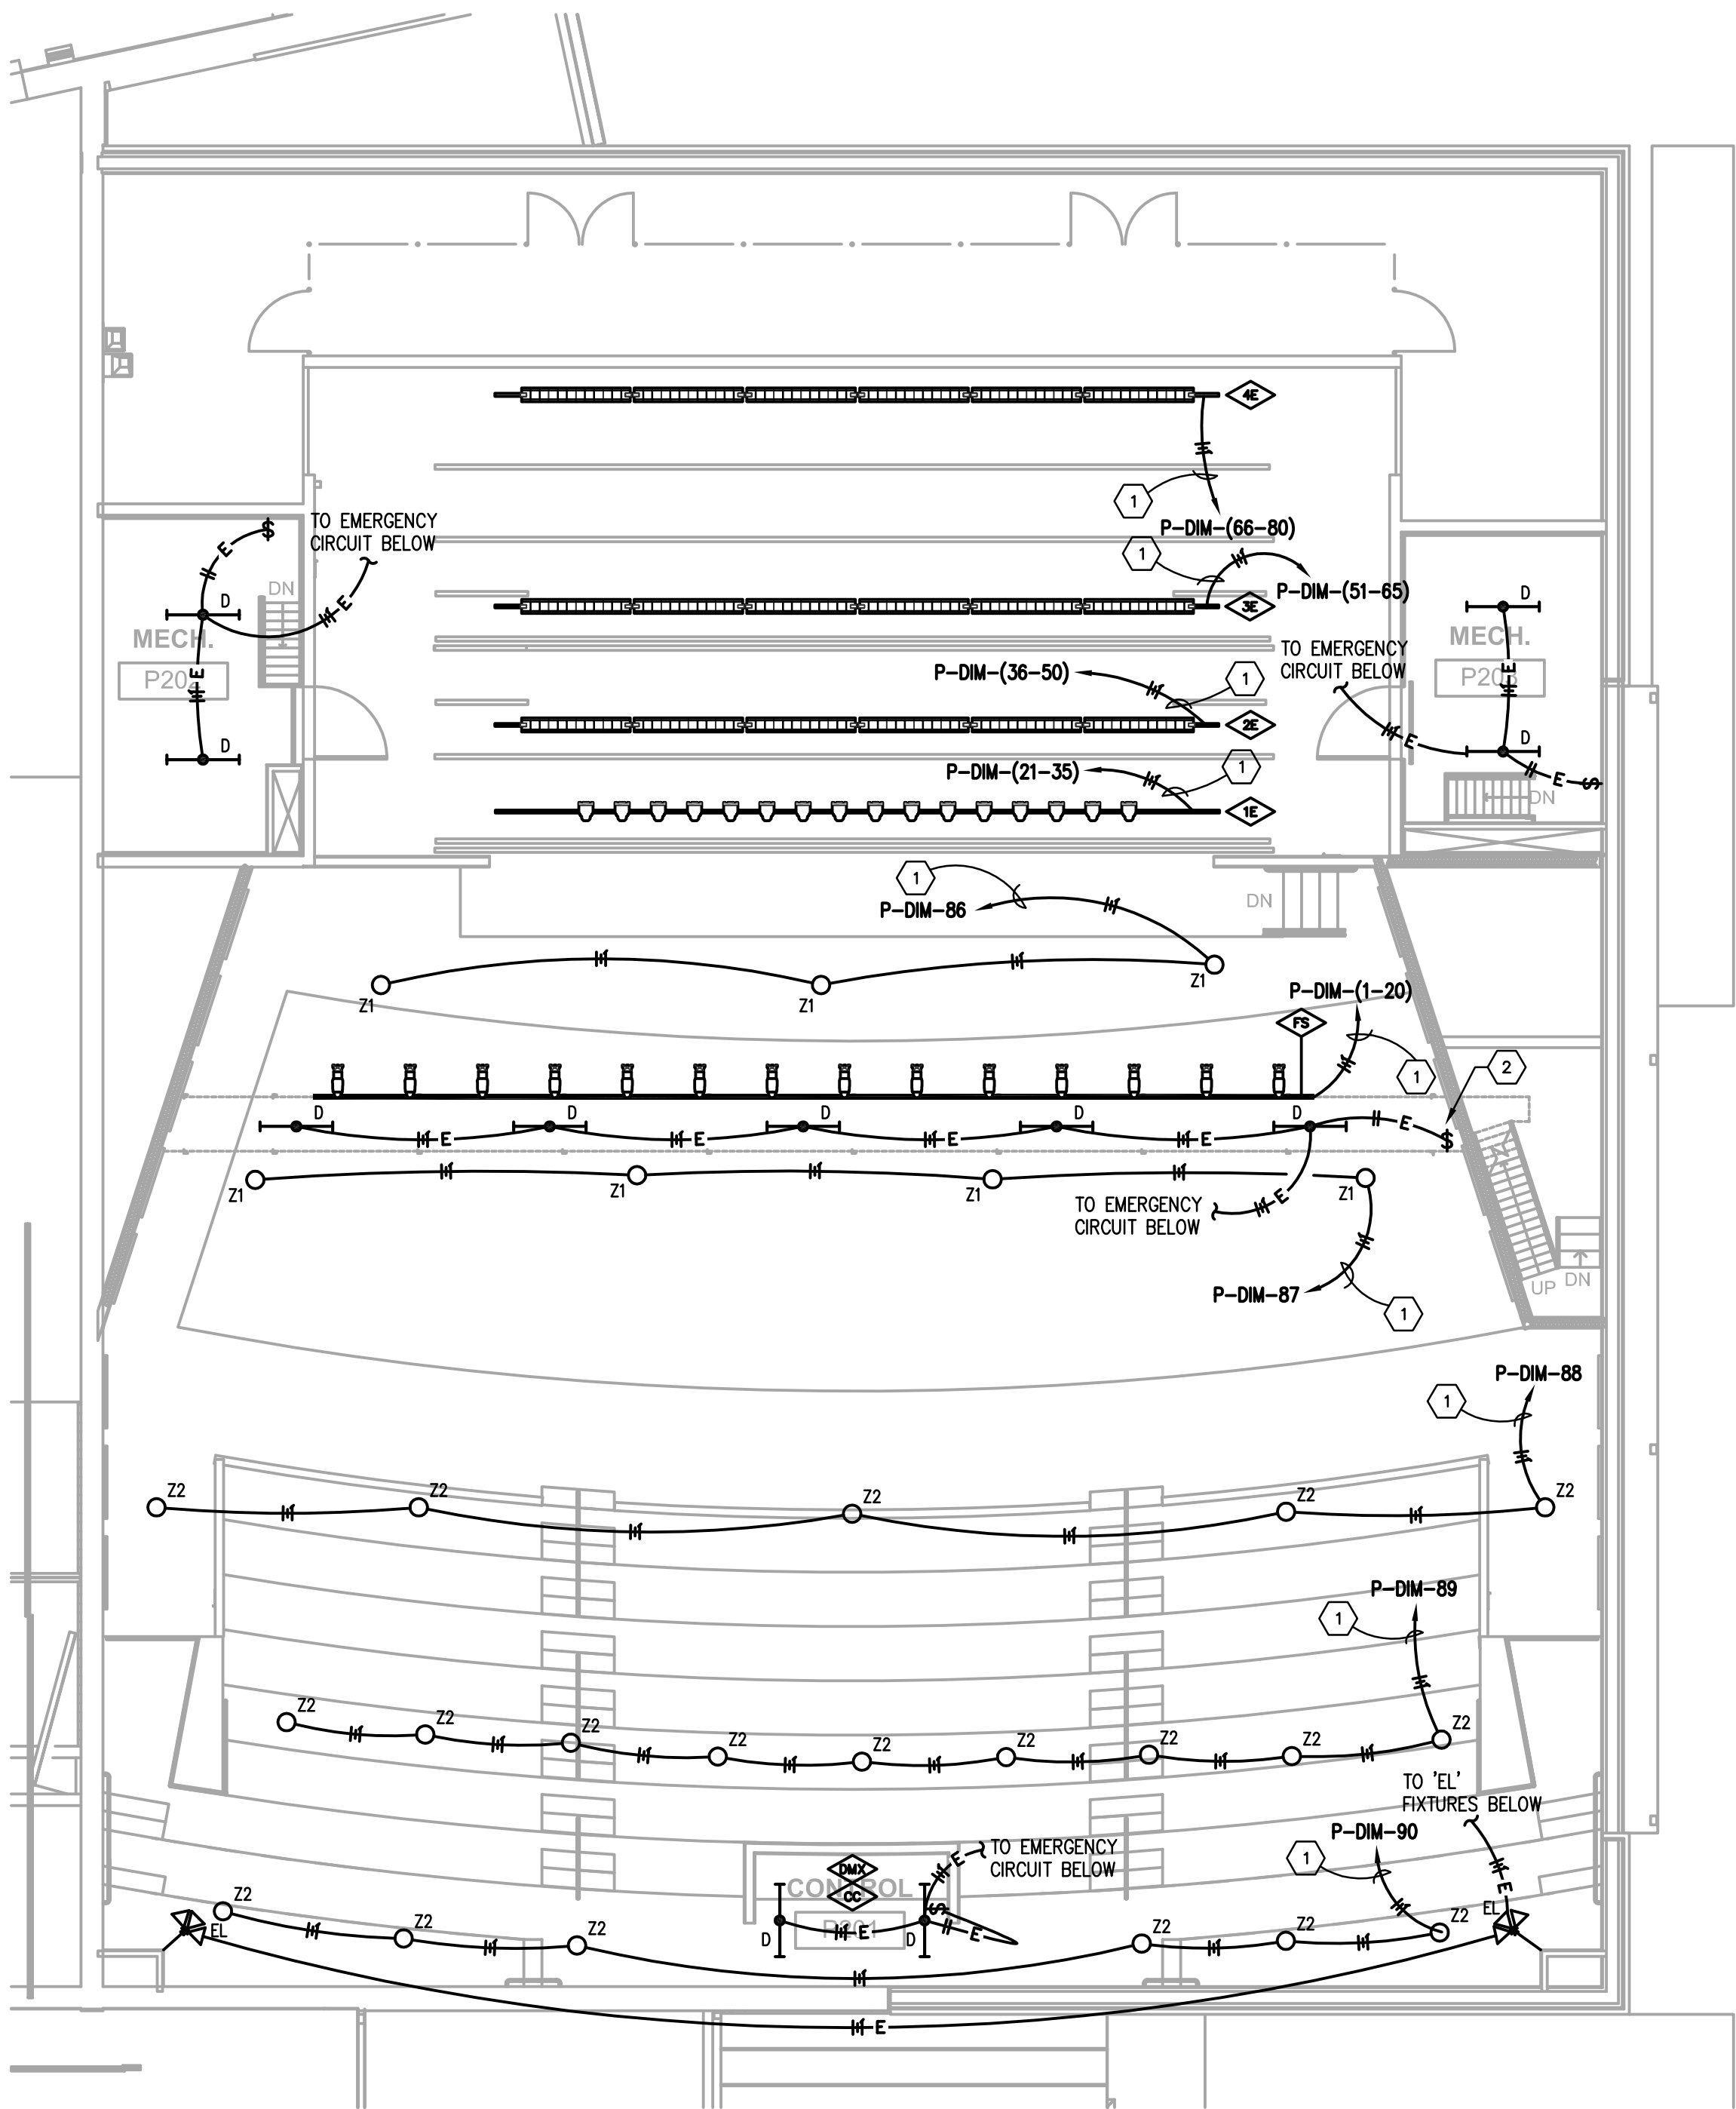 4E
1
P-DIM-(66-80)
TO EMERGENCY
CIRCUIT BELOW
$
E
D
DN
E
MECH.
P202
E
D
1
P-DIM-(51-65)
3E
D
MECH.
P203
E
TO EMERGENCY
CIRCUIT BELOW
P-DIM-(36-50)
1
2E
E
D
E
$
DN
P-DIM-(21-35)
1
1E
1
P-DIM-86
DN
Z1
Z1
Z1
P-DIM-(1-20)
FS
1
2
D
D
D
D
D
E
E
E
E
E
$
Z1
Z1
Z1
Z1
TO EMERGENCY
CIRCUIT BELOW
E
P-DIM-87
1
UP
DN
P-DIM-88
1
Z2
Z2
Z2
Z2
Z2
P-DIM-89
1
Z2
Z2
Z2
Z2
Z2
Z2
Z2
Z2
Z2
TO 'EL'
FIXTURES BELOW
P-DIM-90
1
E
TO EMERGENCY
CIRCUIT BELOW
E
DMX
CONTROL
CC
Z2
EL
Z2
Z2
D
P201
E
D
$
E
Z2
Z2
Z2
EL
E